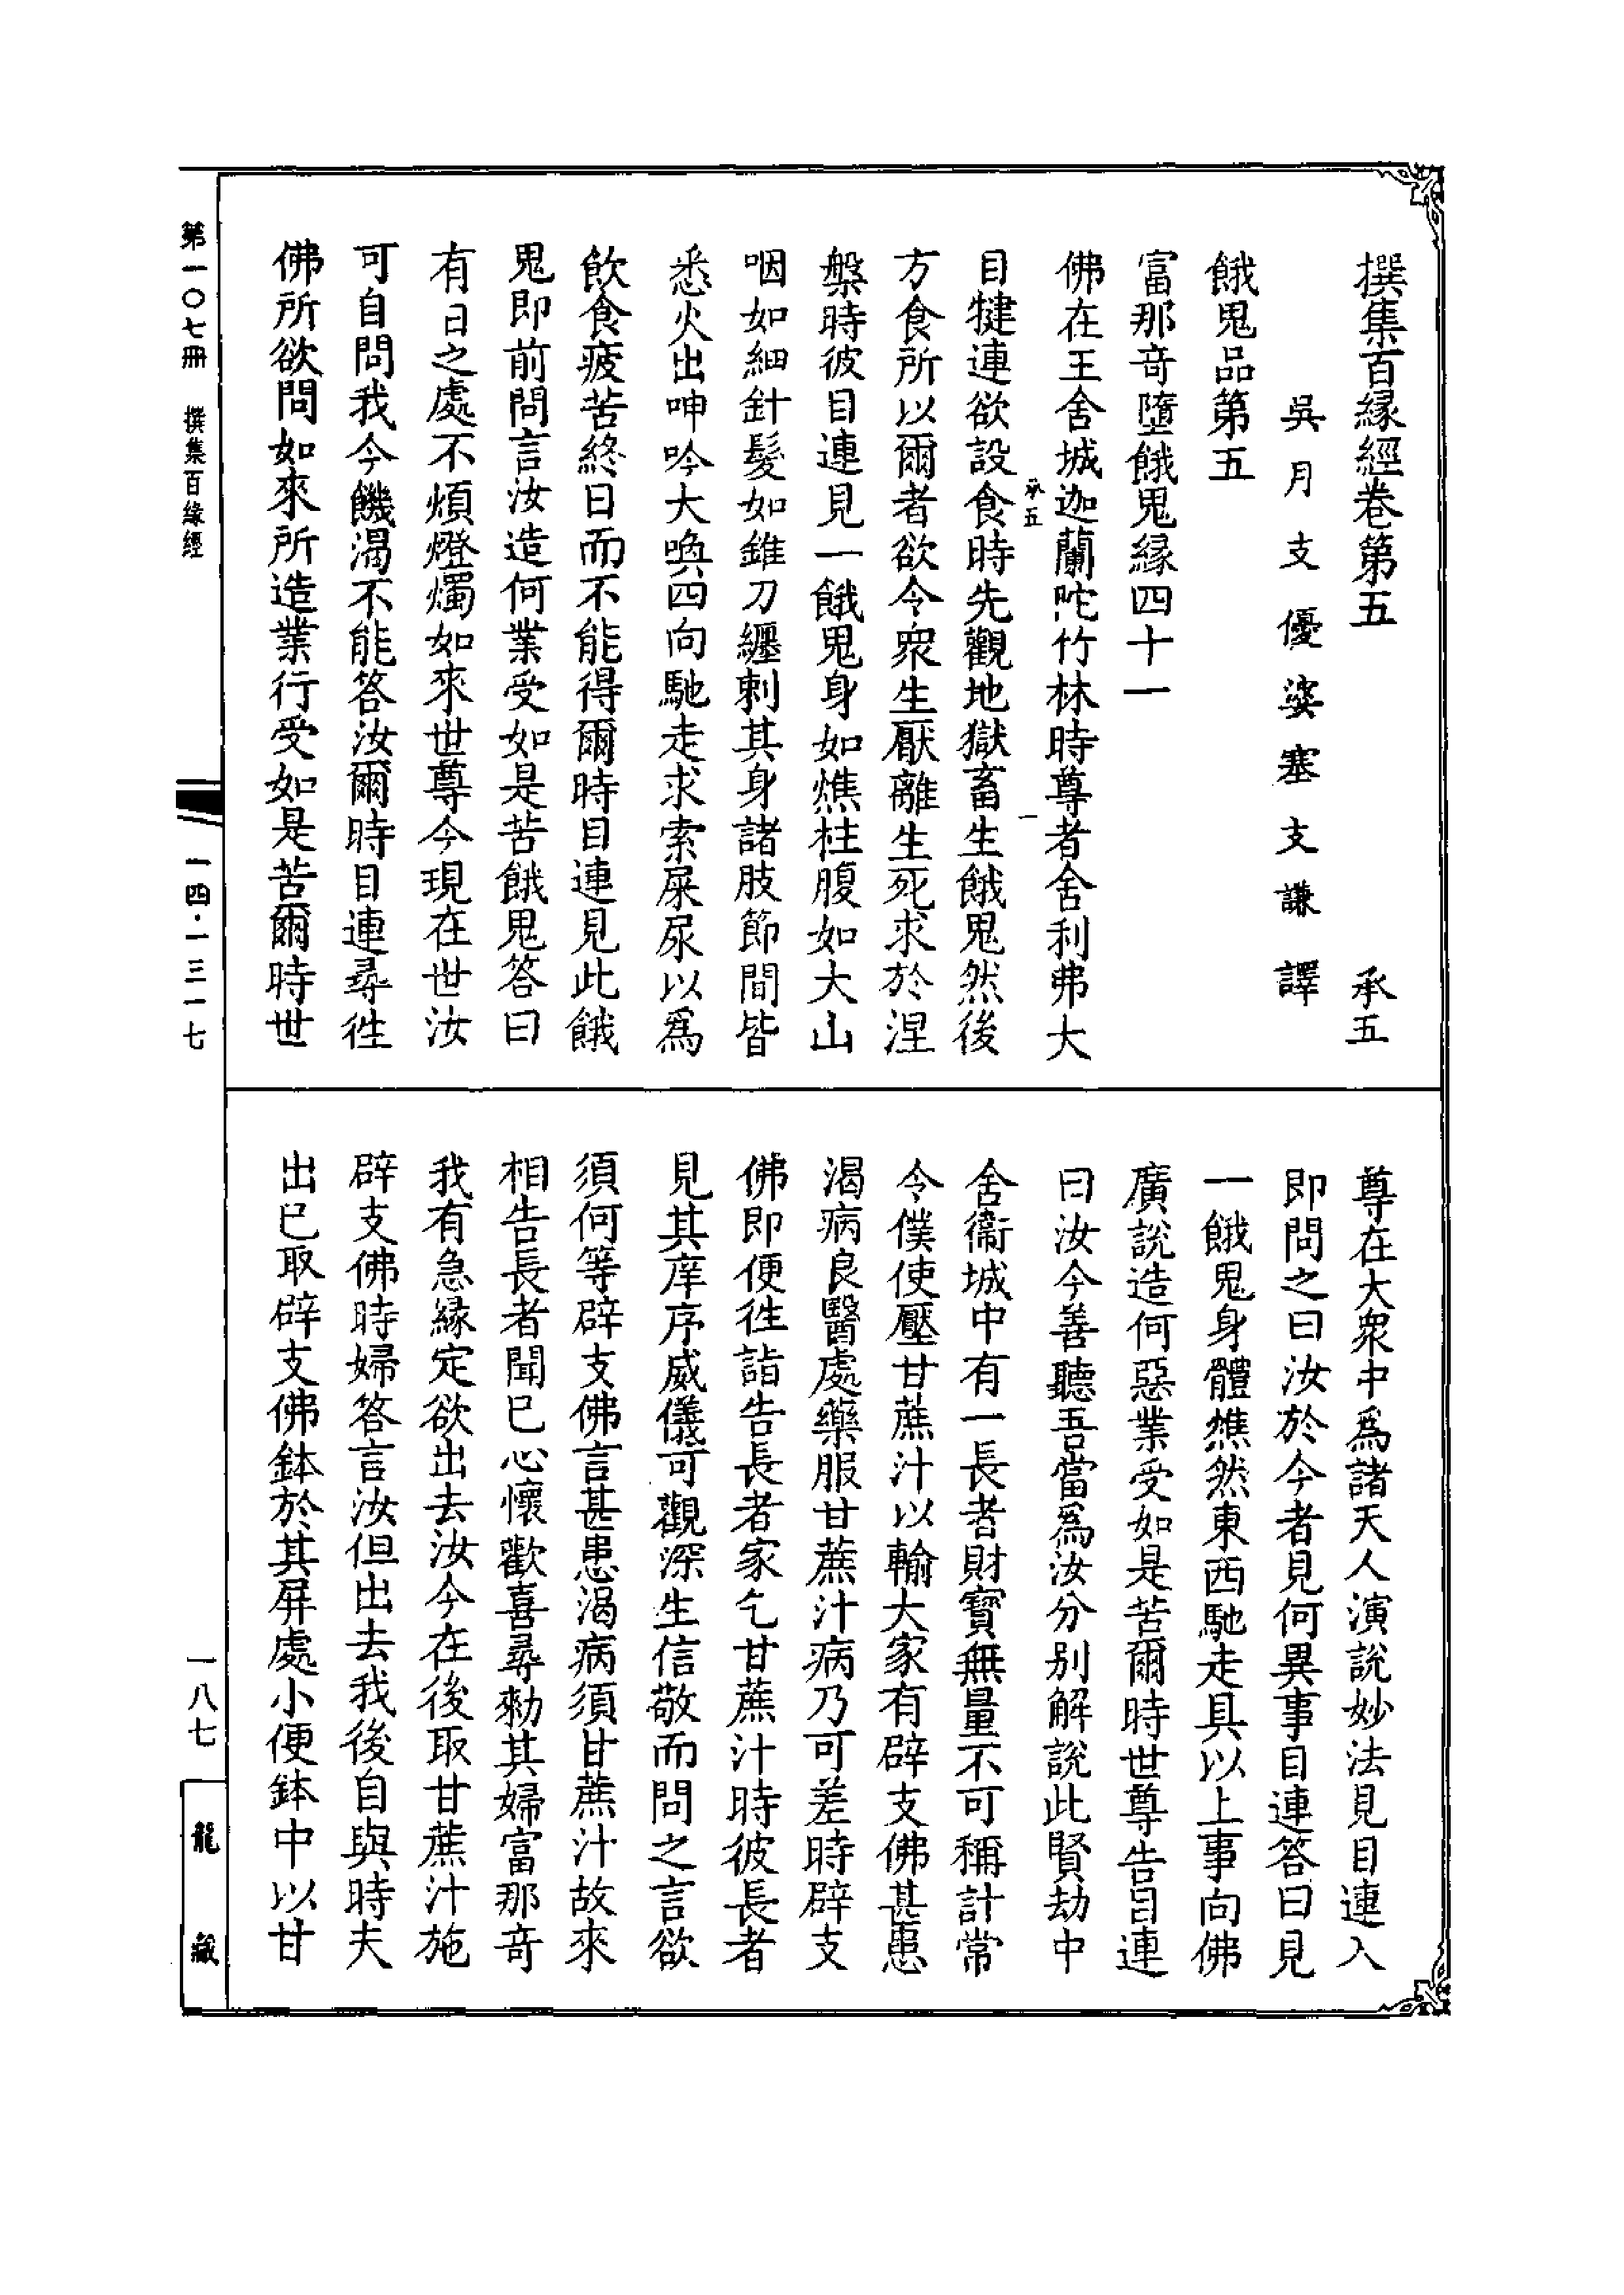 撰集百緣經卷第五　承五
吳月支優婆塞支謙譯
餓鬼品第五
富那奇墮餓鬼緣四十一
佛在王舍城迦蘭陀竹林時尊者舍利弗大
承五　一
目犍連欲設食時先觀地獄畜生餓鬼然後
方食所以爾者欲令衆生厭離生死求於涅
槃時彼目連見一餓鬼身如燋柱腹如大山
咽如細針髮如錐刀纏刺其身諸肢節間皆
悉火出呻吟大喚四向馳走求索屎尿以爲
飲食疲苦終日而不能得爾時目連見此餓
鬼即前問言汝造何業受如是苦餓鬼答曰
有日之處不煩燈燭如來世尊今現在世汝
可自問我今饑渴不能答汝爾時目連尋往
佛所欲問如來所造業行受如是苦爾時世
尊在大衆中爲諸天人演說妙法見目連入
即問之曰汝於今者見何異事目連答曰見
一餓鬼身體燋然東西馳走具以上事向佛
廣說造何惡業受如是苦爾時世尊告目連
曰汝今善聽吾當爲汝分别解說此賢劫中
舍衞城中有一長者財寶無量不可稱計常
令僕使壓甘蔗汁以輸大家有辟支佛甚患
渴病良醫處藥服甘蔗汁病乃可差時辟支
佛即便往詣告長者家乞甘蔗汁時彼長者
見其庠序威儀可觀深生信敬而問之言欲
須何等辟支佛言甚患渴病須甘蔗汁故來
相告長者聞已心懷歡喜尋勑其婦富那奇
我有急緣定欲出去汝今在後取甘蔗汁施
辟支佛時婦答言汝但出去我後自與時夫
出已取辟支佛鉢於其屏處小便鉢中以甘
第一〇七冊　撰集百緣經
一四·一三一七
一八七
龍藏